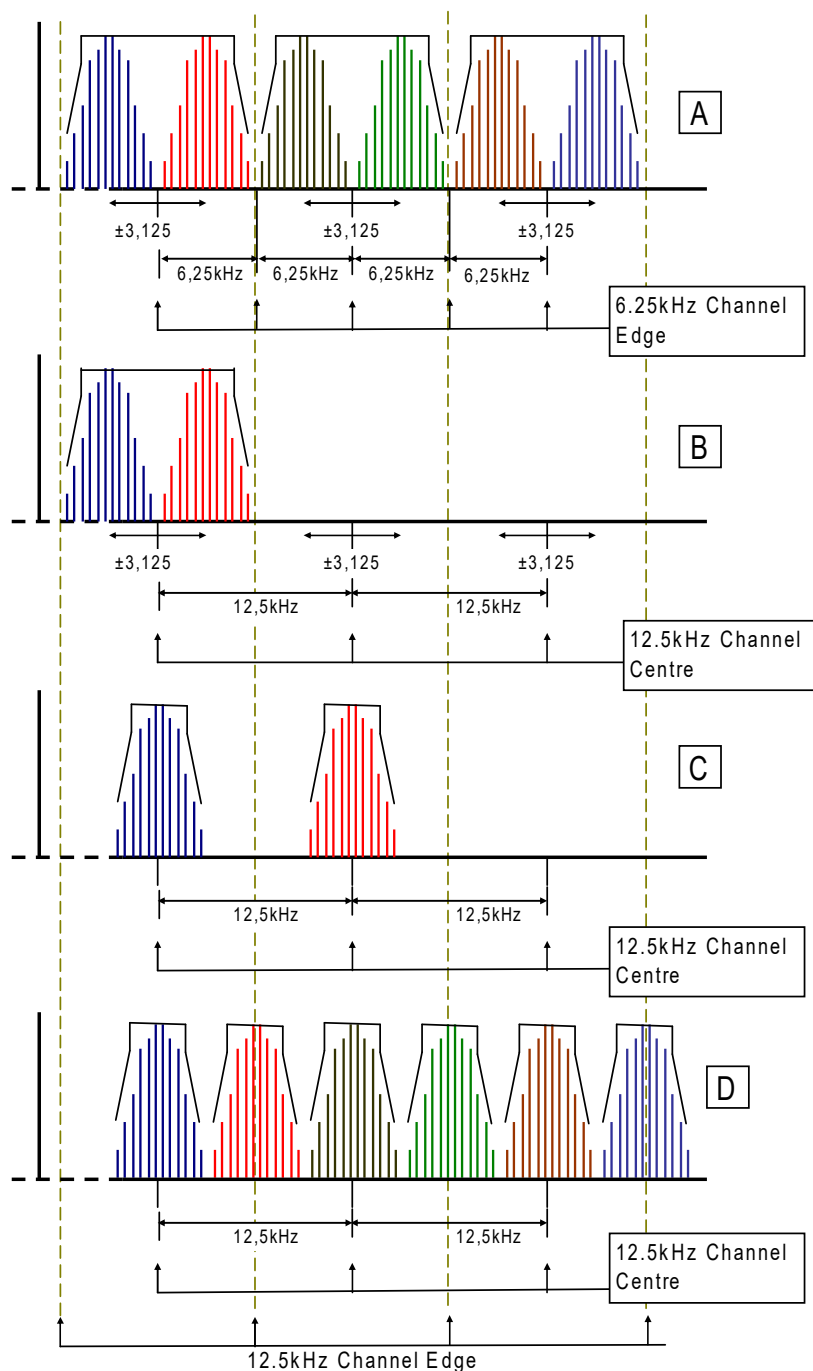 A
±3,125
±3,125
±3,125
6,25kHz
6,25kHz
6,25kHz
6,25kHz
6.25kHz Channel
Edge
B
±3,125
±3,125
±3,125
12,5kHz
12,5kHz
12.5kHz Channel
Centre
C
12,5kHz
12,5kHz
12.5kHz Channel
Centre
D
12,5kHz
12,5kHz
12.5kHz Channel
Centre
12.5kHz Channel Edge